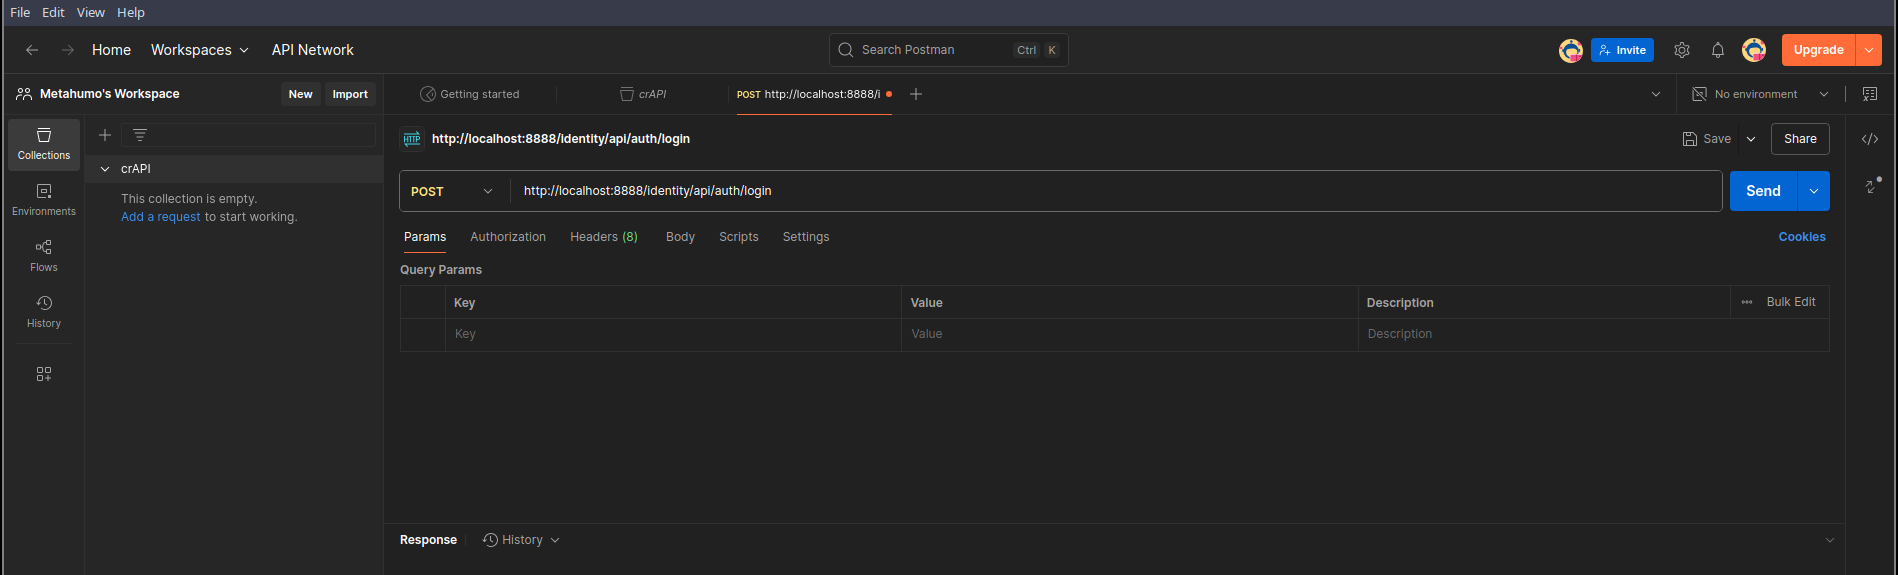 File Edit View Help
Home Workspaces API Network Search Postman Ctrl K Invite Upgrade
Metahumo's Workspace New Import Getting started crAPI POST http://localhost:8888/i No environment
Collections
Environments
Flows
History
crAPI
This collection is empty.
Add a request to start working.
HTTP http://localhost:8888/identity/api/auth/login Save Share
POST http://localhost:8888/identity/api/auth/login Send
Params Authorization Headers (8) Body Scripts Settings Cookies
Query Params
Key Value Description Bulk Edit
Key Value Description
Response History